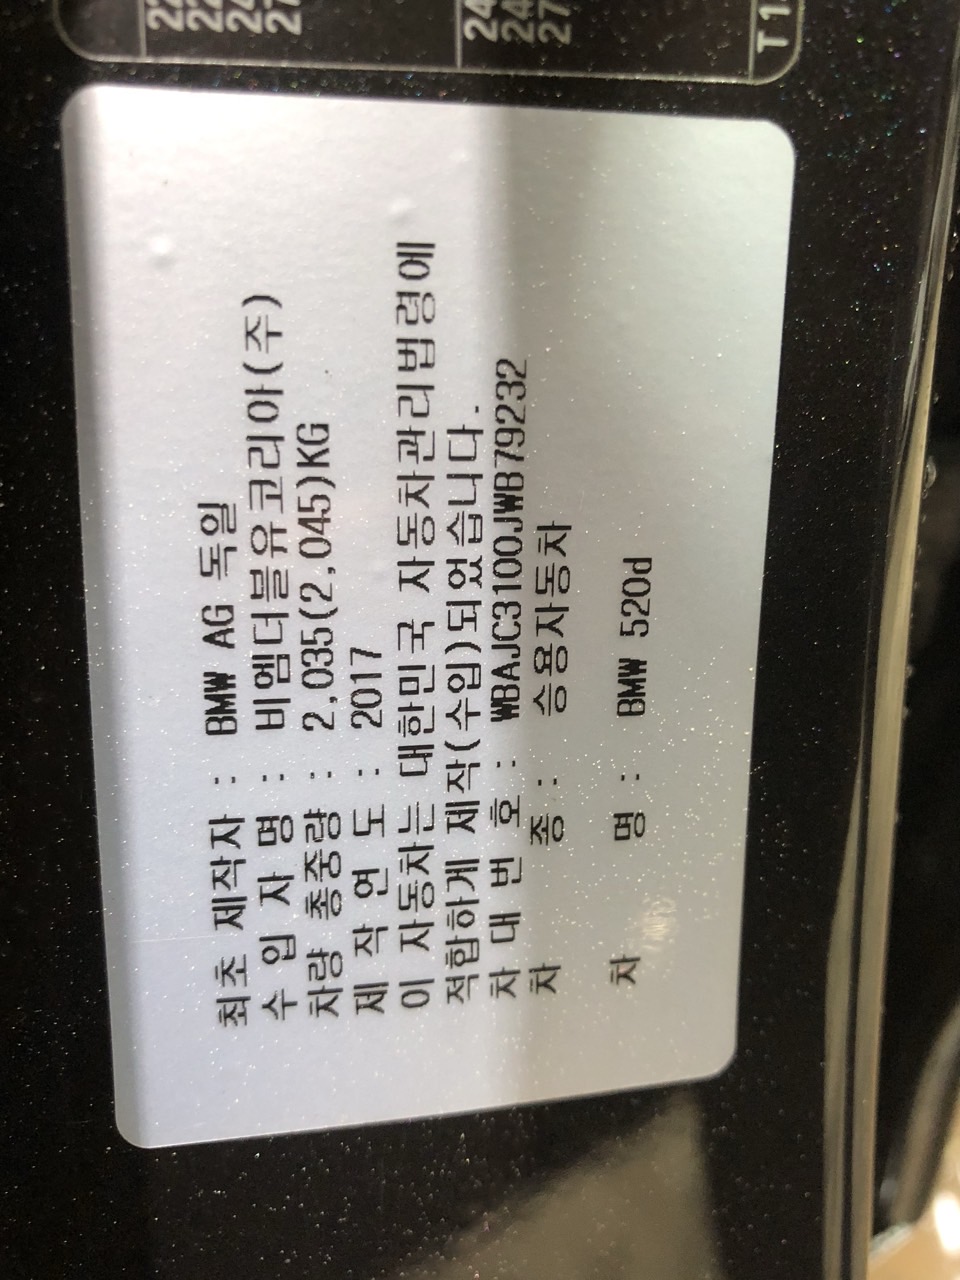 최초 제작자 : BMW AG 독일
수 입 자 명 : 비엠더블유코리아(주)
차량 총중량 : 2,035(2,045)KG
제 작 연 도 : 2017
이 자동차는 대한민국 자동차관리법령에
적합하게 제작(수입)되었습니다.
차 대 번 호 : WBAJC3100JWB79232
차 종 : 승용자동차
차 명 : BMW 520d